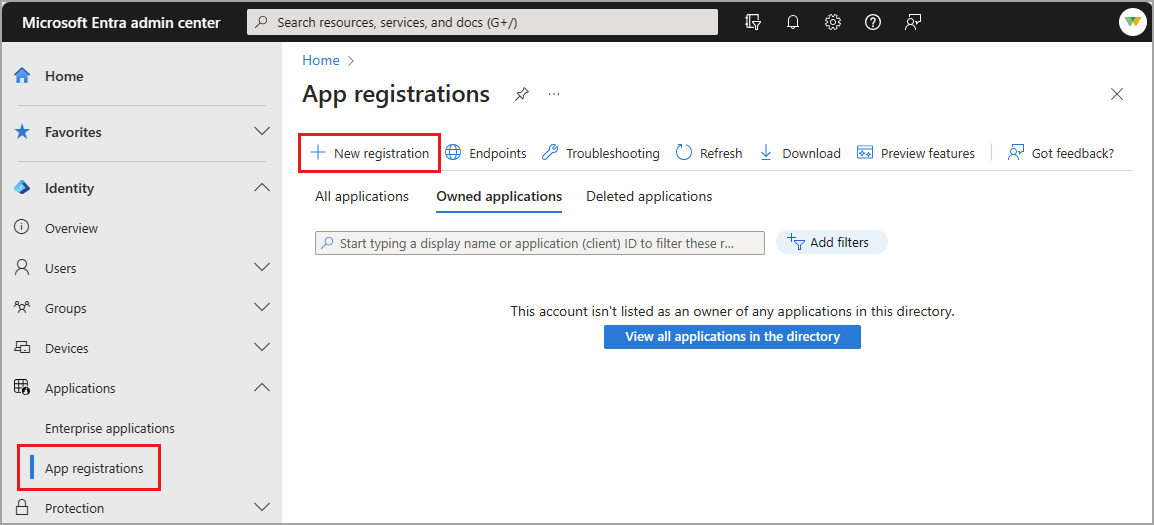 Microsoft Entra admin center
Search resources, services, and docs (G+/)
Home
Favorites
Identity
Overview
Users
Groups
Devices
Applications
Enterprise applications
App registrations
Protection
Home
App registrations
New registration
Endpoints
Troubleshooting
Refresh
Download
Preview features
Got feedback?
All applications
Owned applications
Deleted applications
Start typing a display name or application (client) ID to filter these r...
Add filters
This account isn't listed as an owner of any applications in this directory.
View all applications in the directory